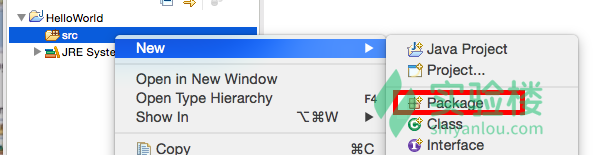 HelloWorld
src
JRE Syste
New
Open in New Window
Open Type Hierarchy F4
Show In ⌥⌘W
Copy ⌘C
Java Project
Project...
Package
Class
Interface
实验楼
shiyanlou.com